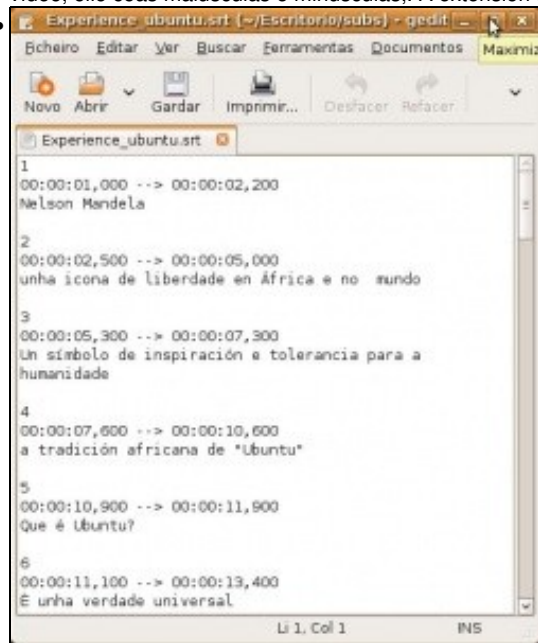 Experience_ubuntu.srt (~/Escritorio/subs) - gedit
Ficheiro Editar Ver Buscar Ferramentas Documentos Maximiz
Novo Abrir Gardar Imprimir... Desfacer Refacer
Experience_ubuntu.srt
1
00:00:01,000 --> 00:00:02,200
Nelson Mandela
2
00:00:02,500 --> 00:00:05,000
unha icona de liberdade en África e no  mundo
3
00:00:05,300 --> 00:00:07,300
Un símbolo de inspiración e tolerancia para a
humanidade
4
00:00:07,600 --> 00:00:10,600
a tradición africana de "Ubuntu"
5
00:00:10,900 --> 00:00:11,900
Que é Ubuntu?
6
00:00:11,100 --> 00:00:13,400
É unha verdade universal
Li 1, Col 1 INS